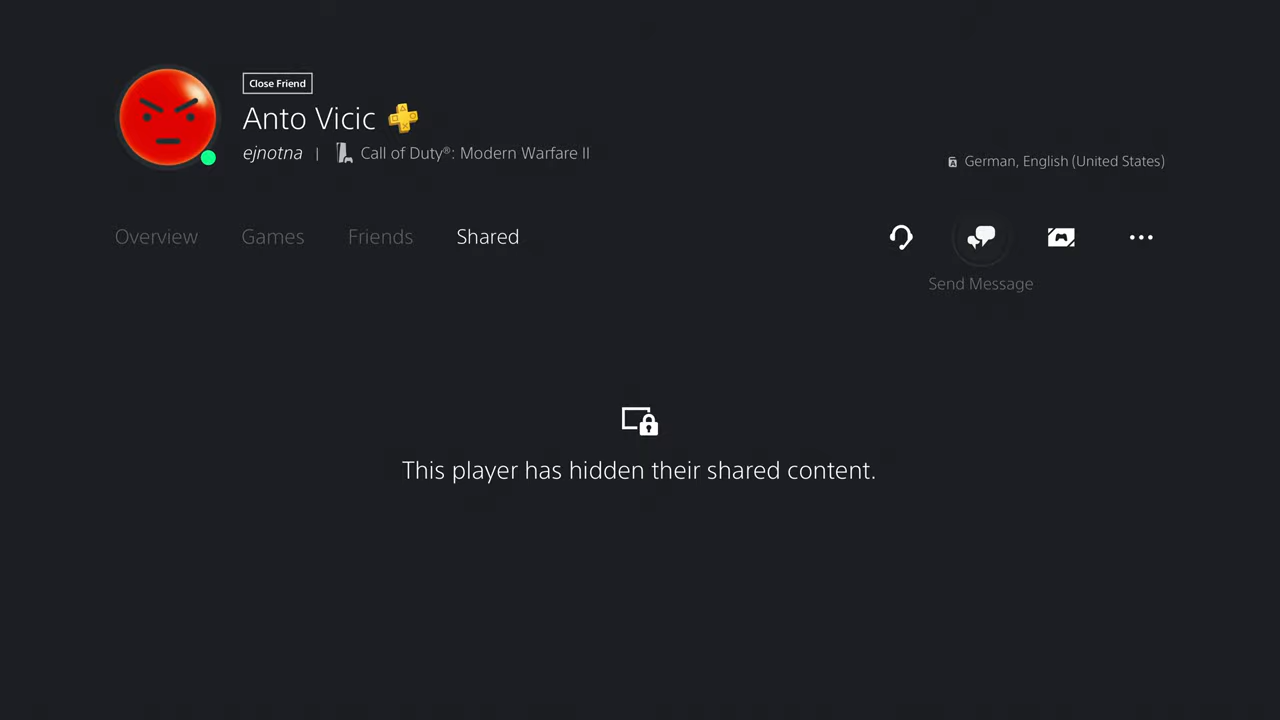 Close Friend
Anto Vicic
ejnotna | Call of Duty®: Modern Warfare II
German, English (United States)
Overview Games Friends Shared
Send Message
This player has hidden their shared content.